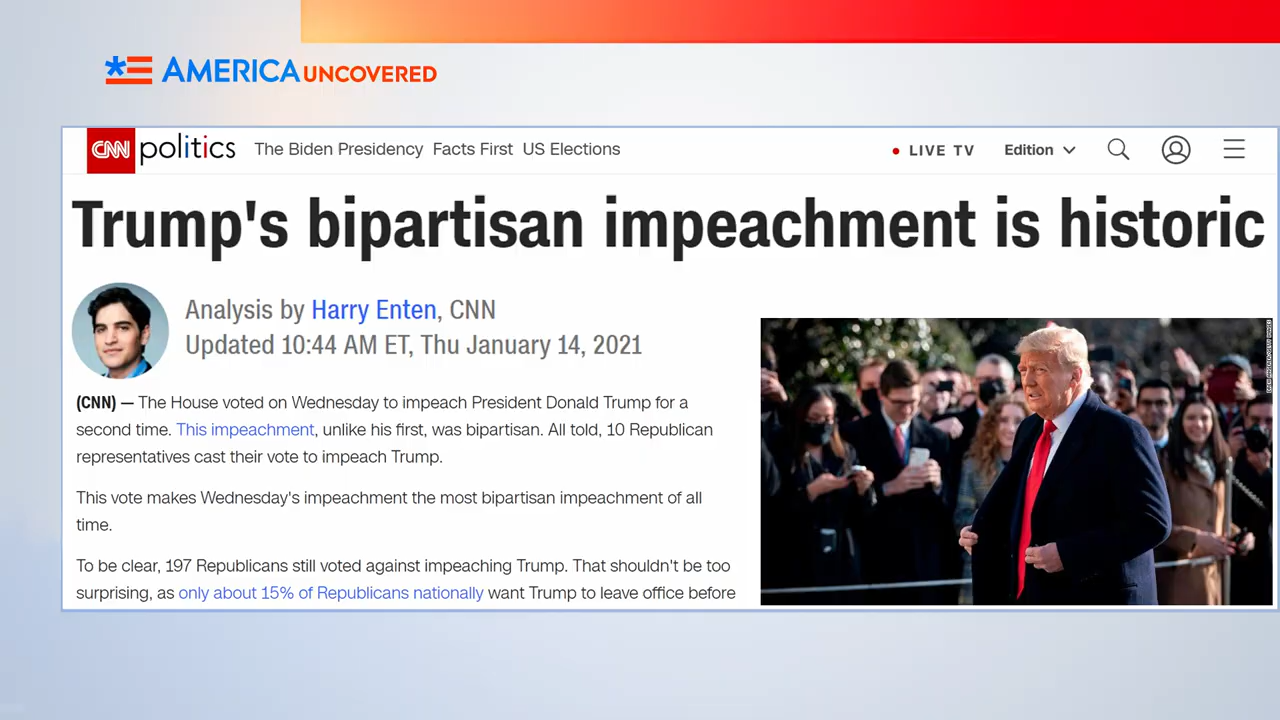 AMERICA UNCOVERED
CNN politics The Biden Presidency Facts First US Elections LIVE TV Edition
Trump's bipartisan impeachment is historic
Analysis by Harry Enten, CNN
Updated 10:44 AM ET, Thu January 14, 2021
(CNN) — The House voted on Wednesday to impeach President Donald Trump for a
second time. This impeachment, unlike his first, was bipartisan. All told, 10 Republican
representatives cast their vote to impeach Trump.
This vote makes Wednesday's impeachment the most bipartisan impeachment of all
time.
To be clear, 197 Republicans still voted against impeaching Trump. That shouldn't be too
surprising, as only about 15% of Republicans nationally want Trump to leave office before